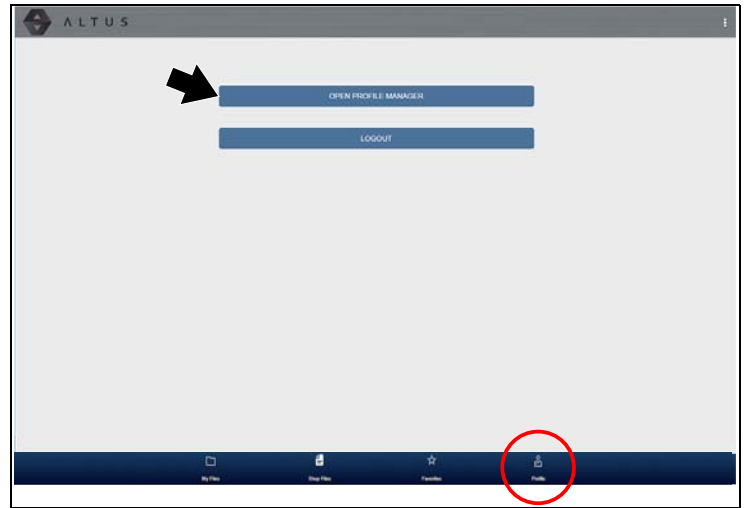 ALTUS
OPEN PROFILE MANAGER
LOGOUT
My Files
Shop Files
Favorites
Profile